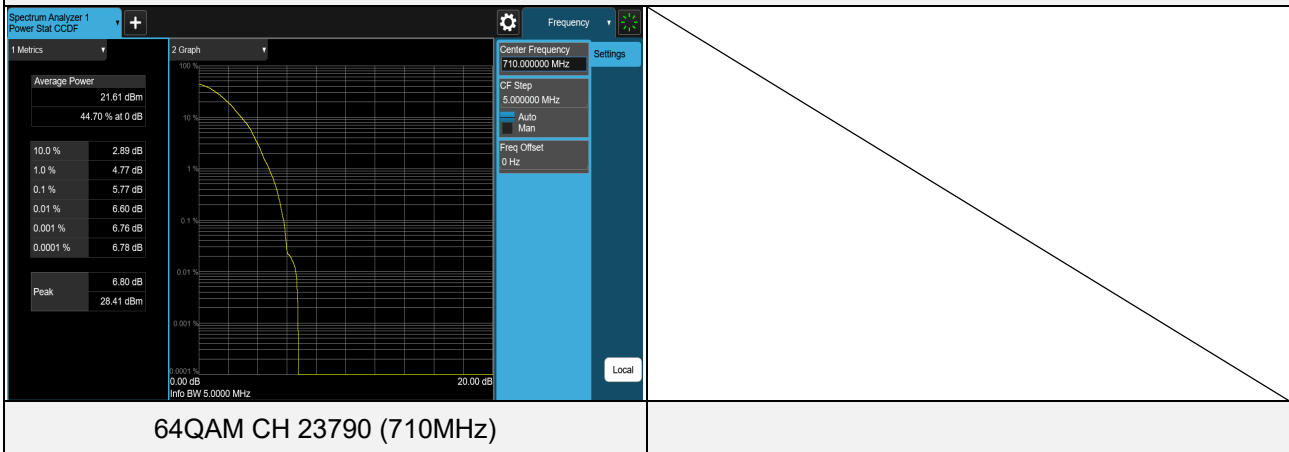 Spectrum Analyzer 1
Power Stat CCDF
+
Frequency
1 Metrics
2 Graph
Average Power
21.61 dBm
44.70 % at 0 dB
10.0 % 2.89 dB
1.0 % 4.77 dB
0.1 % 5.77 dB
0.01 % 6.60 dB
0.001 % 6.76 dB
0.0001 % 6.78 dB
Peak 6.80 dB
28.41 dBm
100 %
10 %
1 %
0.1 %
0.01 %
0.001 %
0.0001 %
0.00 dB 20.00 dB
Info BW 5.0000 MHz
Center Frequency
710.000000 MHz
CF Step
5.000000 MHz
Auto
Man
Freq Offset
0 Hz
Settings
Local
64QAM CH 23790 (710MHz)